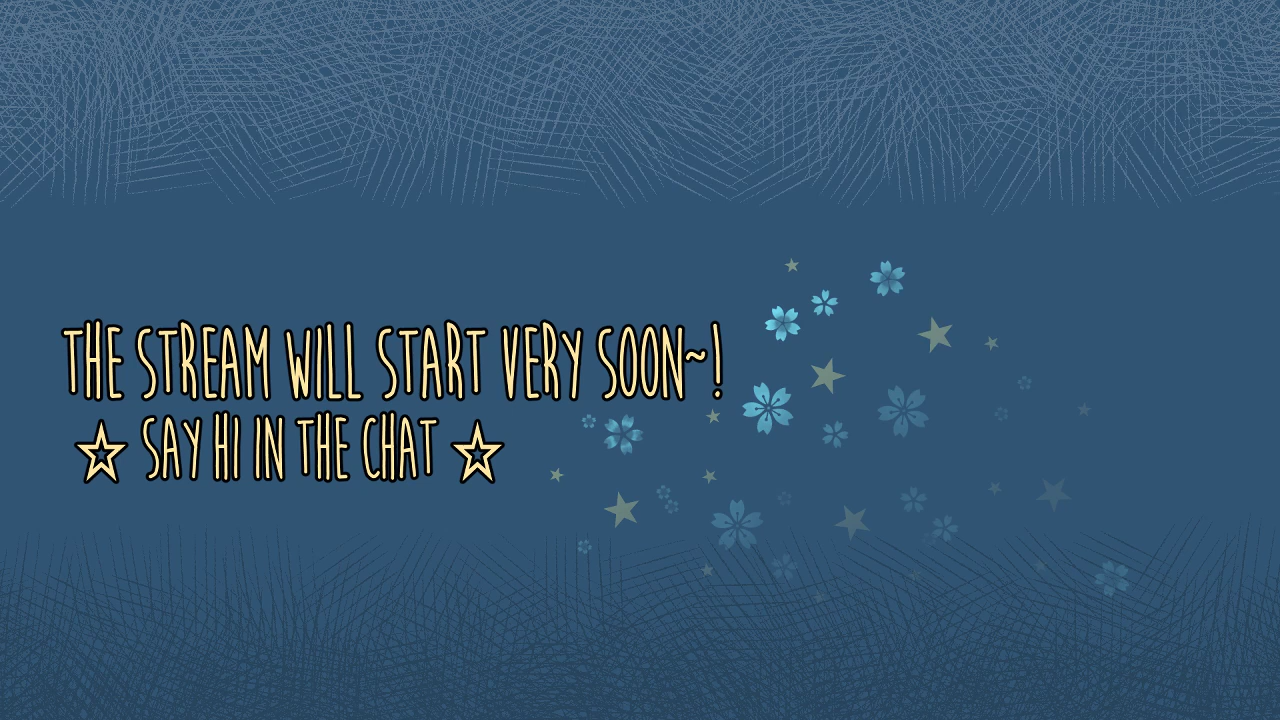 THE STREAM WILL START VERY SOON~!
☆ SAY HI IN THE CHAT ☆